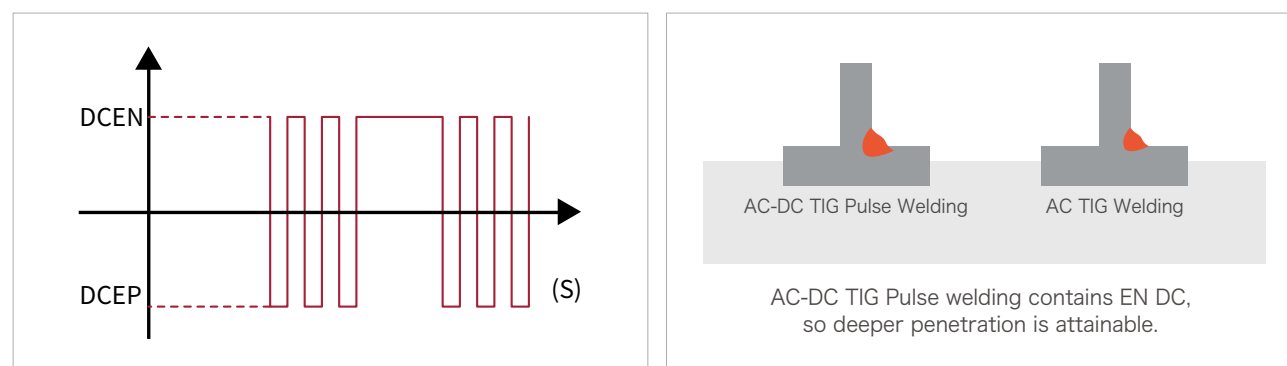 DCEN
DCEP
(S)
AC-DC TIG Pulse Welding
AC TIG Welding
AC-DC TIG Pulse welding contains EN DC,
so deeper penetration is attainable.